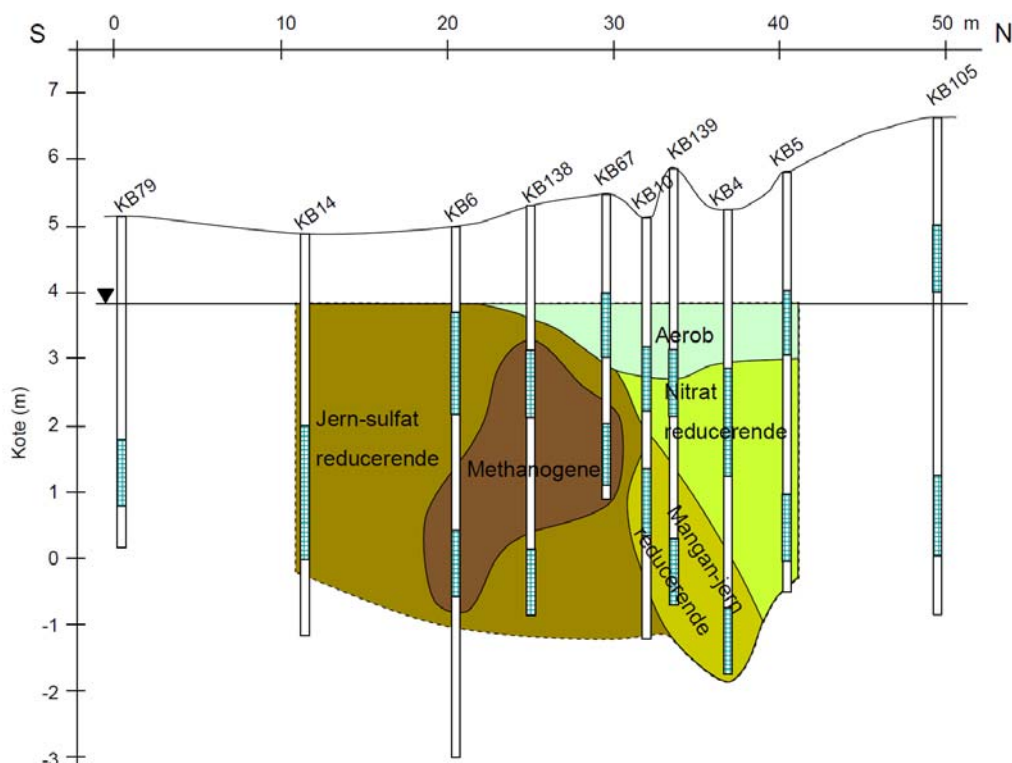 0 10 20 30 40 50 m
S N
7
6
5
4
3
2
1
0
-1
-2
-3
Kote (m)
KB79
KB14
KB6
KB138
KB67
KB10
KB139
KB4
KB5
KB105
Aerob
Nitrat
reducerende
Jern-sulfat
reducerende
Methanogene
Mangan-jern
reducerende